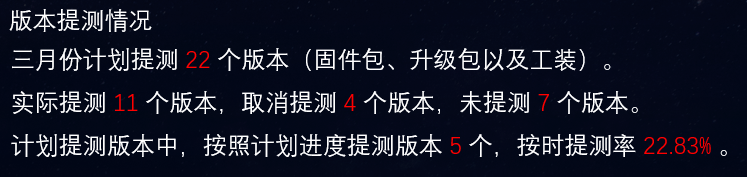 版本提测情况
三月份计划提测 22 个版本（固件包、升级包以及工装）。
实际提测 11 个版本，取消提测 4 个版本，未提测 7 个版本。
计划提测版本中，按照计划进度提测版本 5 个，按时提测率 22.83% 。